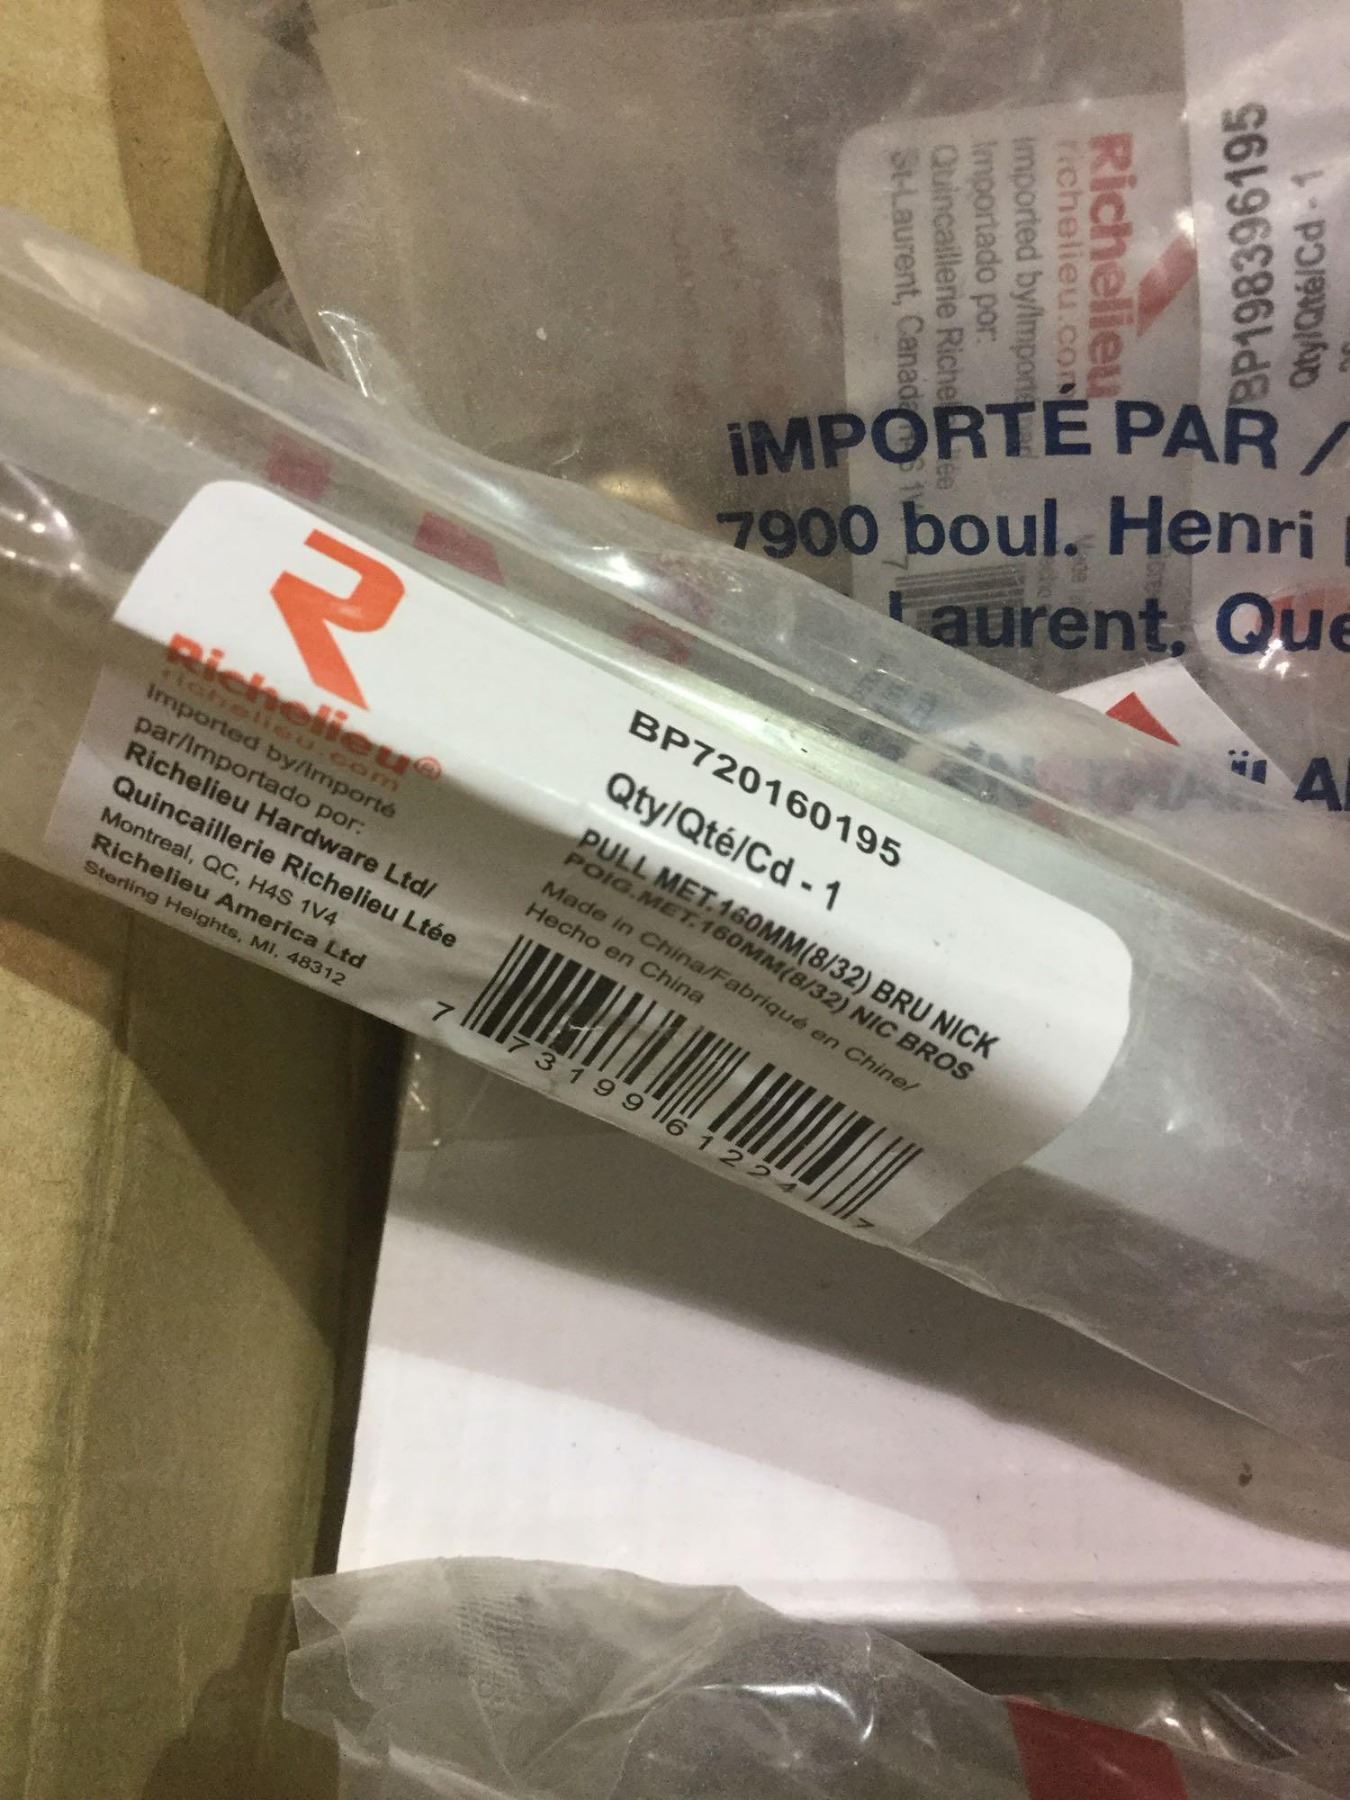 Richelieu®
richelieu.com
Imported by/Importé
par/Importado por:
Richelieu Hardware Ltd/
Quincaillerie Richelieu Ltée
Montreal, QC, H4S 1V4
Richelieu America Ltd
Sterling Heights, MI, 48312
BP720160195
Qty/Qté/Cd - 1
PULL MET.160MM(8/32) BRU NICK
POIG.MET.160MM(8/32) NIC BROS
Made in China/Fabriqué en Chine/
Hecho en China
7 73199 61224 7
Richelieu
richelieu.com
Imported by/Importé
Importado por:
Quincaillerie
St-Laurent, Canada
BP198396195
Qty/Qté/Cd - 1
iMPORTÉ PAR /
7900 boul. Henri
Laurent,